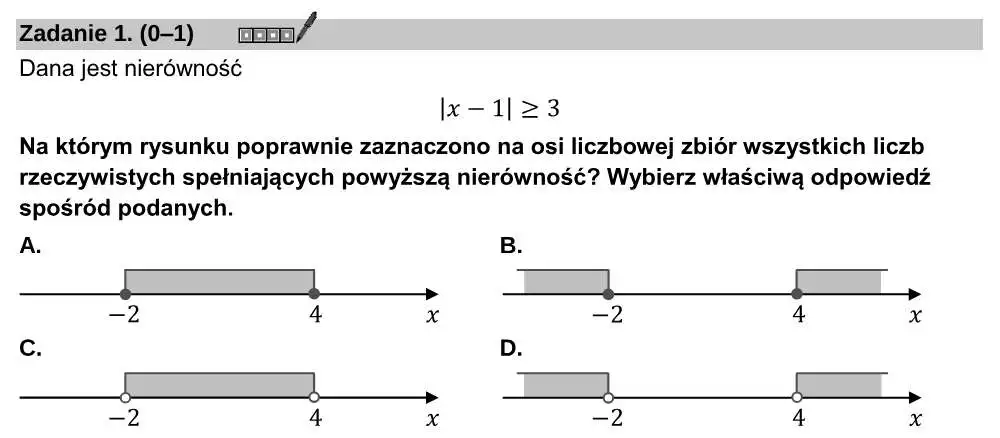 Zadanie 1. (0–1)
Dana jest nierówność
|x − 1| ≥ 3
Na którym rysunku poprawnie zaznaczono na osi liczbowej zbiór wszystkich liczb
rzeczywistych spełniających powyższą nierówność? Wybierz właściwą odpowiedź
spośród podanych.
A. B.
−2 4 x −2 4 x
C. D.
−2 4 x −2 4 x